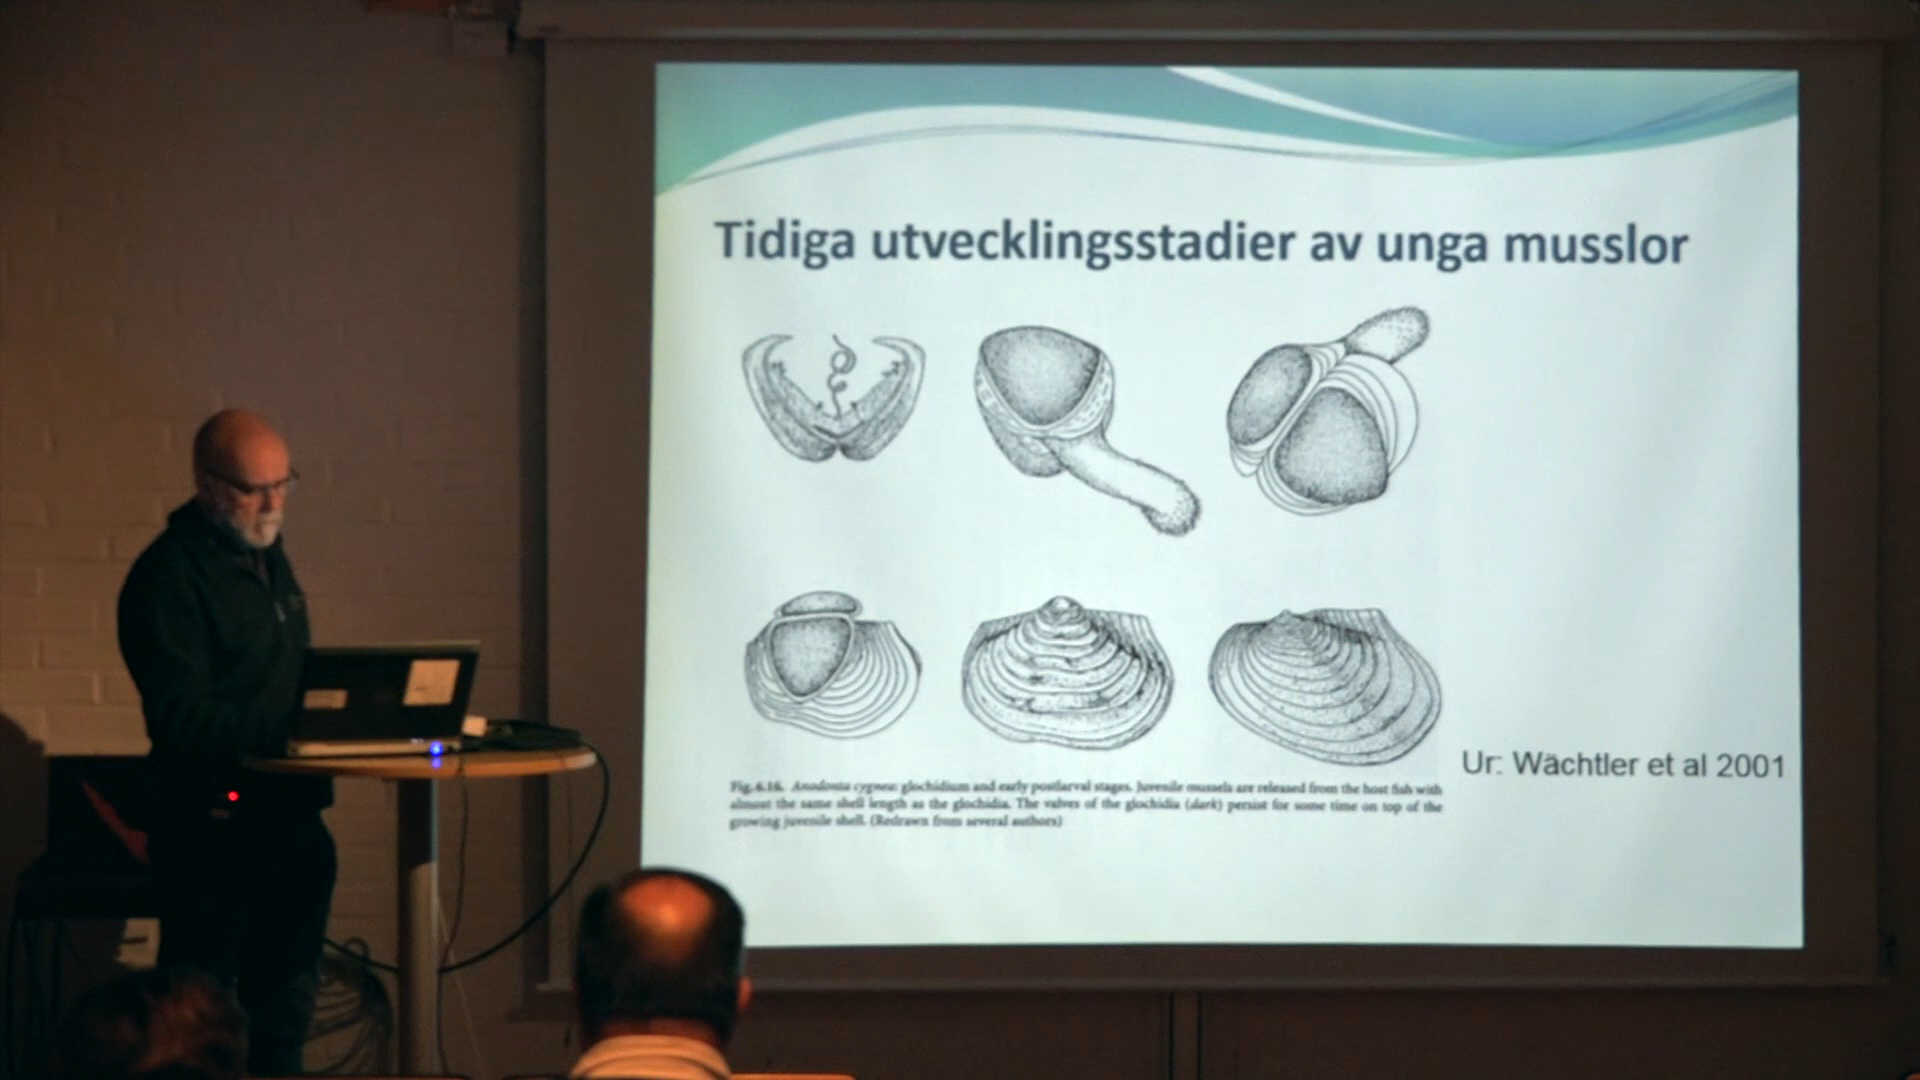 Tidiga utvecklingsstadier av unga musslor
Ur: Wächtler et al 2001
Fig. 6.16. Anodonta cygnea: glochidium and early postlarval stages. Juvenile mussels are released from the host fish with
almost the same shell length as the glochidia. The valves of the glochidia (dark) persist for some time on top of the
growing juvenile shell. (Redrawn from several authors)